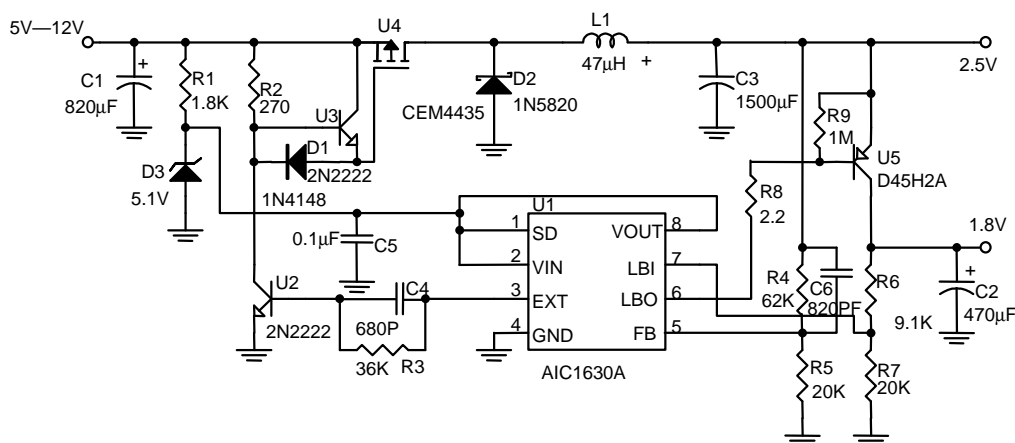 5V—12V
U4
L1
C1
+
820μF
R1
1.8K
R2
270
D2
1N5820
CEM4435
47μH
+
C3
1500μF
2.5V
U3
D1
2N2222
1N4148
D3
5.1V
R9
1M
U5
D45H2A
R8
2.2
0.1μF
C5
U1
1
SD
VOUT
8
2
VIN
LBI
7
3
EXT
LBO
6
4
GND
FB
5
AIC1630A
U2
2N2222
C4
680P
36K
R3
1.8V
R4
62K
C6
820PF
R6
9.1K
+
C2
470μF
R5
20K
R7
20K